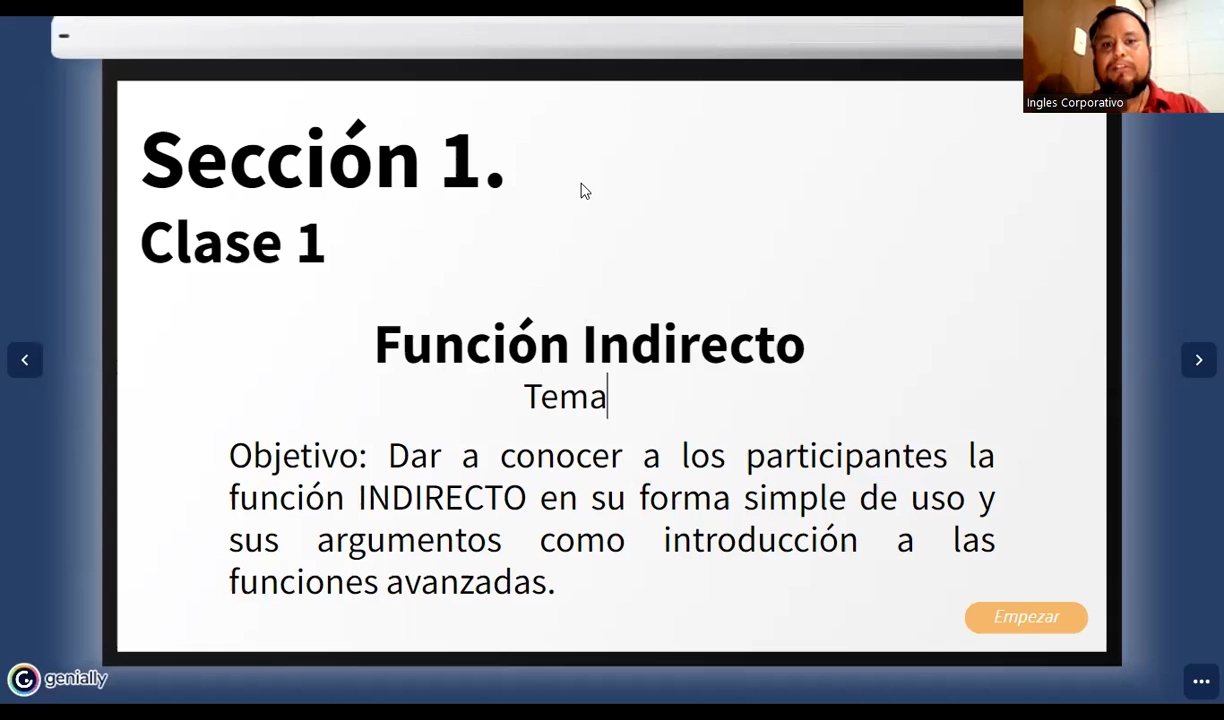 Ingles Corporativo
Sección 1.
Clase 1
Función Indirecto
Tema
Objetivo: Dar a conocer a los participantes la
función INDIRECTO en su forma simple de uso y
sus argumentos como introducción a las
funciones avanzadas.
Empezar
genially